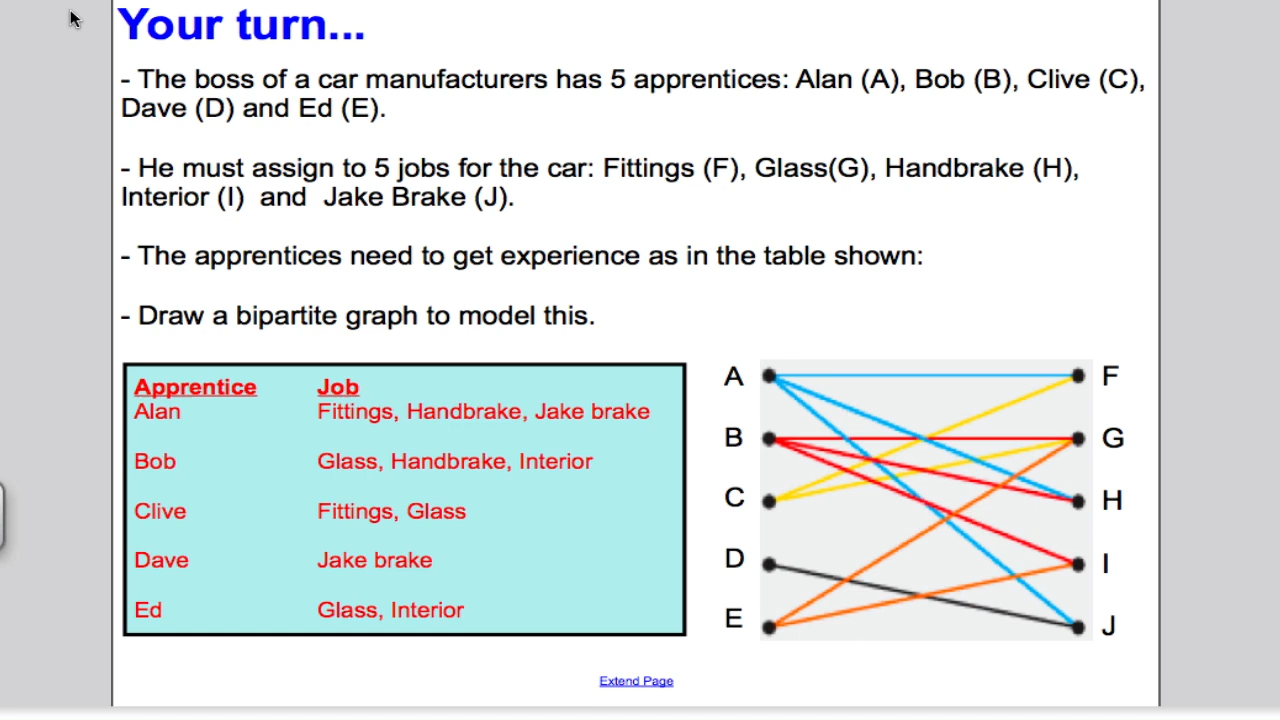 Your turn...
- The boss of a car manufacturers has 5 apprentices: Alan (A), Bob (B), Clive (C),
Dave (D) and Ed (E).
- He must assign to 5 jobs for the car: Fittings (F), Glass(G), Handbrake (H),
Interior (I) and Jake Brake (J).
- The apprentices need to get experience as in the table shown:
- Draw a bipartite graph to model this.
Apprentice Job
Alan Fittings, Handbrake, Jake brake
Bob Glass, Handbrake, Interior
Clive Fittings, Glass
Dave Jake brake
Ed Glass, Interior
A F
B G
C H
D I
E J
Extend Page